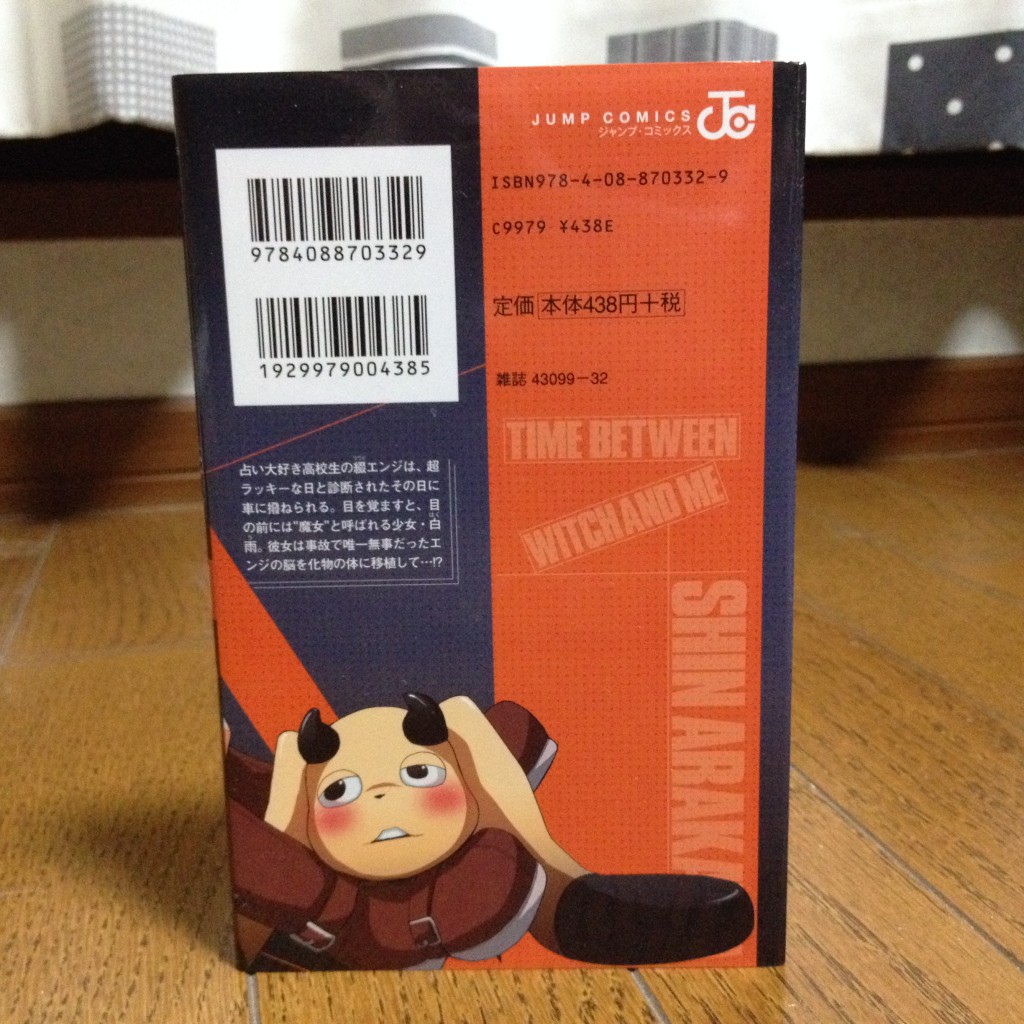 JUMP COMICS
ジャンプ・コミックス
ISBN978-4-08-870332-9
C9979 ¥438E
9784088703329
1929979004385
定価 本体438円+税
雑誌 43099-32
TIME BETWEEN
WITCH AND ME
SHIN ARAK
占い大好き高校生の綴エンジは、超
ラッキーな日と診断されたその日に
車に撥ねられる。目を覚ますと、目
の前には“魔女”と呼ばれる少女・白
雨。彼女は事故で唯一無事だったエ
ンジの脳を化物の体に移植して…!?